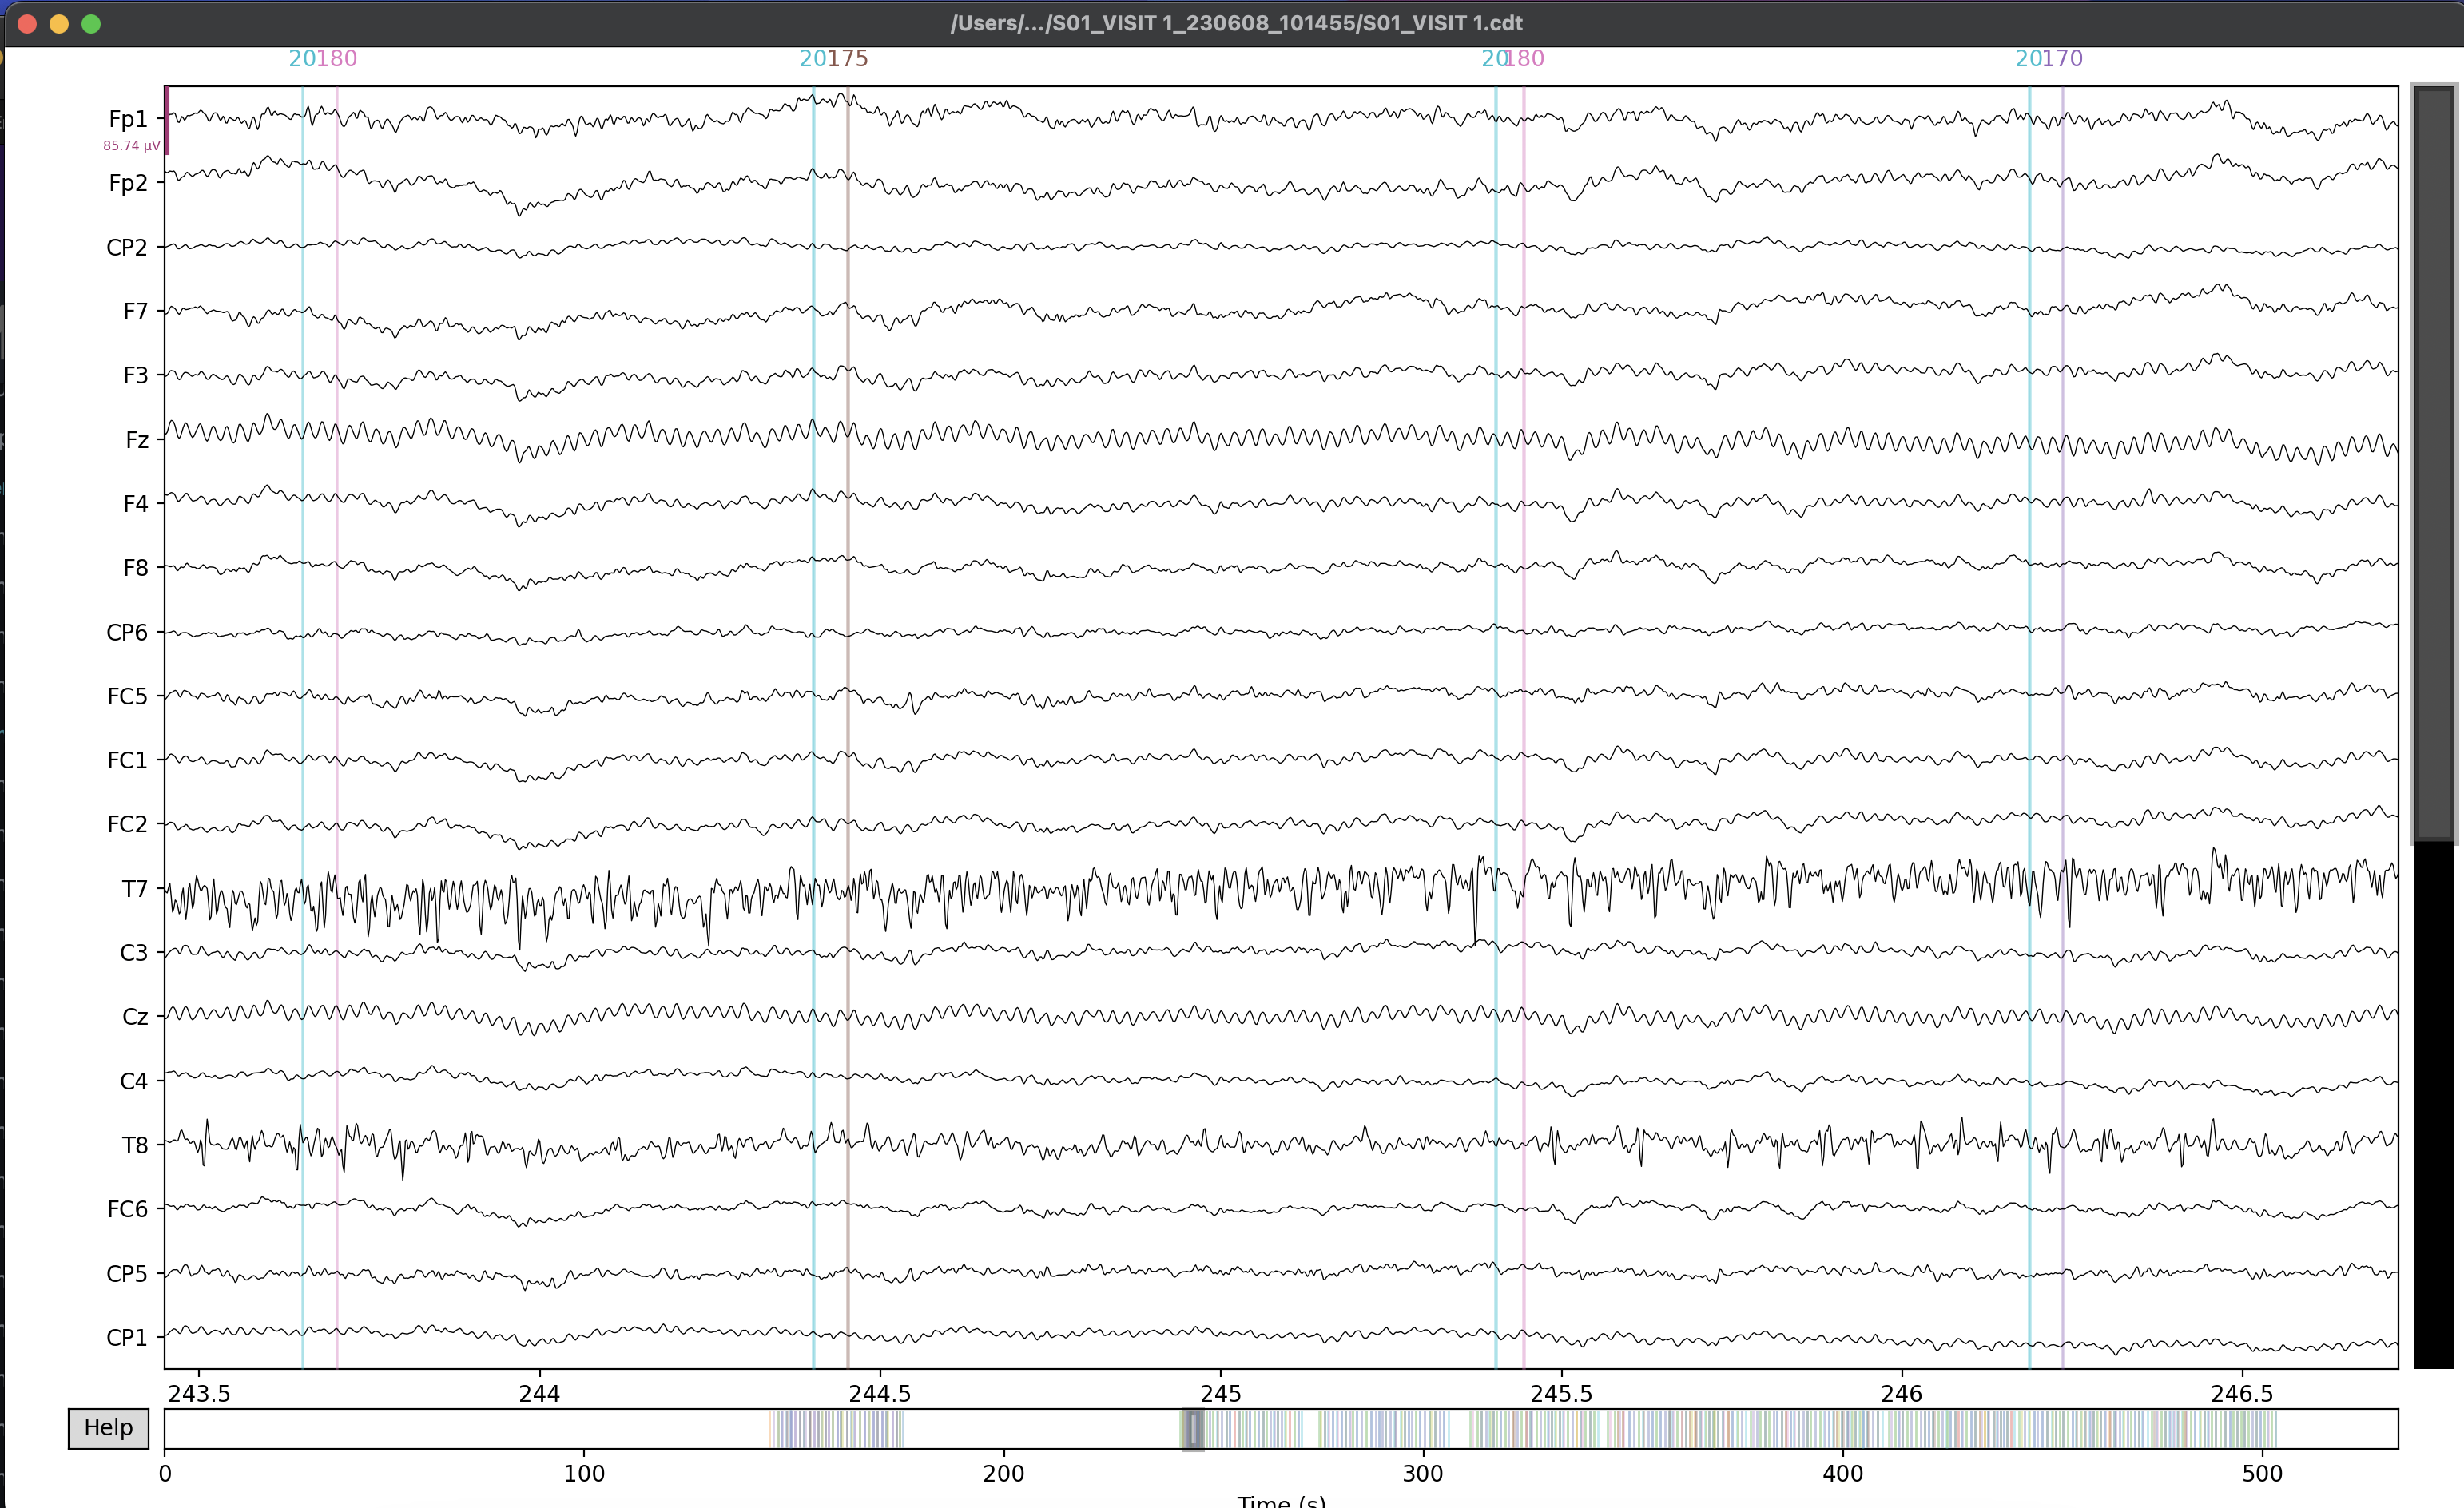 /Users/.../S01_VISIT 1_230608_101455/S01_VISIT 1.cdt
20180 20175 20180 20170
Fp1
85.74 µV
Fp2
CP2
F7
F3
Fz
F4
F8
CP6
FC5
FC1
FC2
T7
C3
Cz
C4
T8
FC6
CP5
CP1
243.5 244 244.5 245 245.5 246 246.5
Help
0 100 200 300 400 500
Time (s)